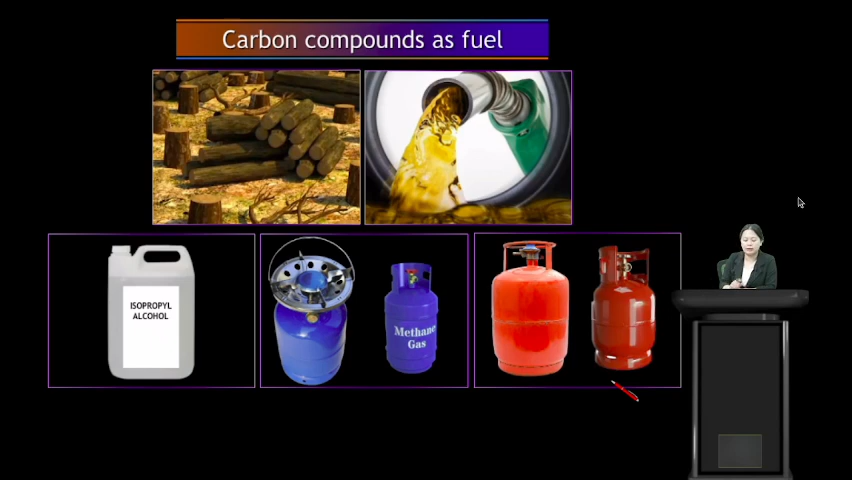 Carbon compounds as fuel
ISOPROPYL
ALCOHOL
Methane
Gas